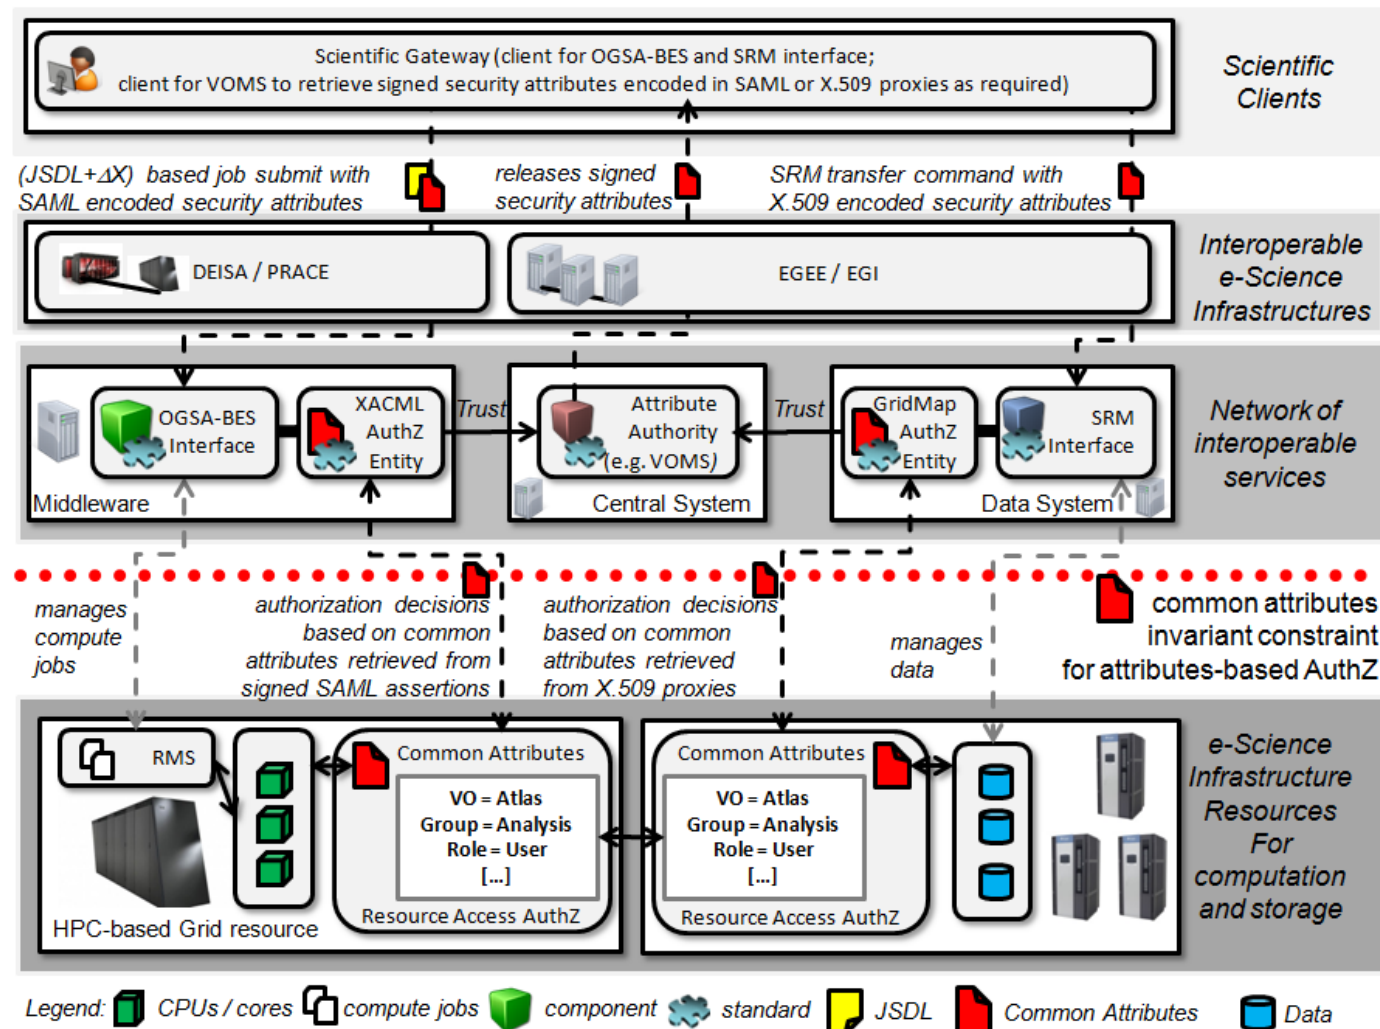 Scientific Gateway (client for OGSA-BES and SRM interface;
client for VOMS to retrieve signed security attributes encoded in SAML or X.509 proxies as required)
Scientific
Clients
(JSDL+ΔX) based job submit with
SAML encoded security attributes
releases signed
security attributes
SRM transfer command with
X.509 encoded security attributes
DEISA / PRACE
EGEE / EGI
Interoperable
e-Science
Infrastructures
OGSA-BES
Interface
XACML
AuthZ
Entity
Middleware
Trust
Attribute
Authority
(e.g. VOMS)
Central System
Trust
GridMap
AuthZ
Entity
SRM
Interface
Data System
Network of
interoperable
services
manages
compute
jobs
authorization decisions
based on common
attributes retrieved from
signed SAML assertions
authorization decisions
based on common
attributes retrieved
from X.509 proxies
manages
data
common attributes
invariant constraint
for attributes-based AuthZ
RMS
HPC-based Grid resource
Common Attributes
VO = Atlas
Group = Analysis
Role = User
[...]
Resource Access AuthZ
Common Attributes
VO = Atlas
Group = Analysis
Role = User
[...]
Resource Access AuthZ
e-Science
Infrastructure
Resources
For
computation
and storage
Legend: CPUs / cores compute jobs component standard JSDL Common Attributes Data